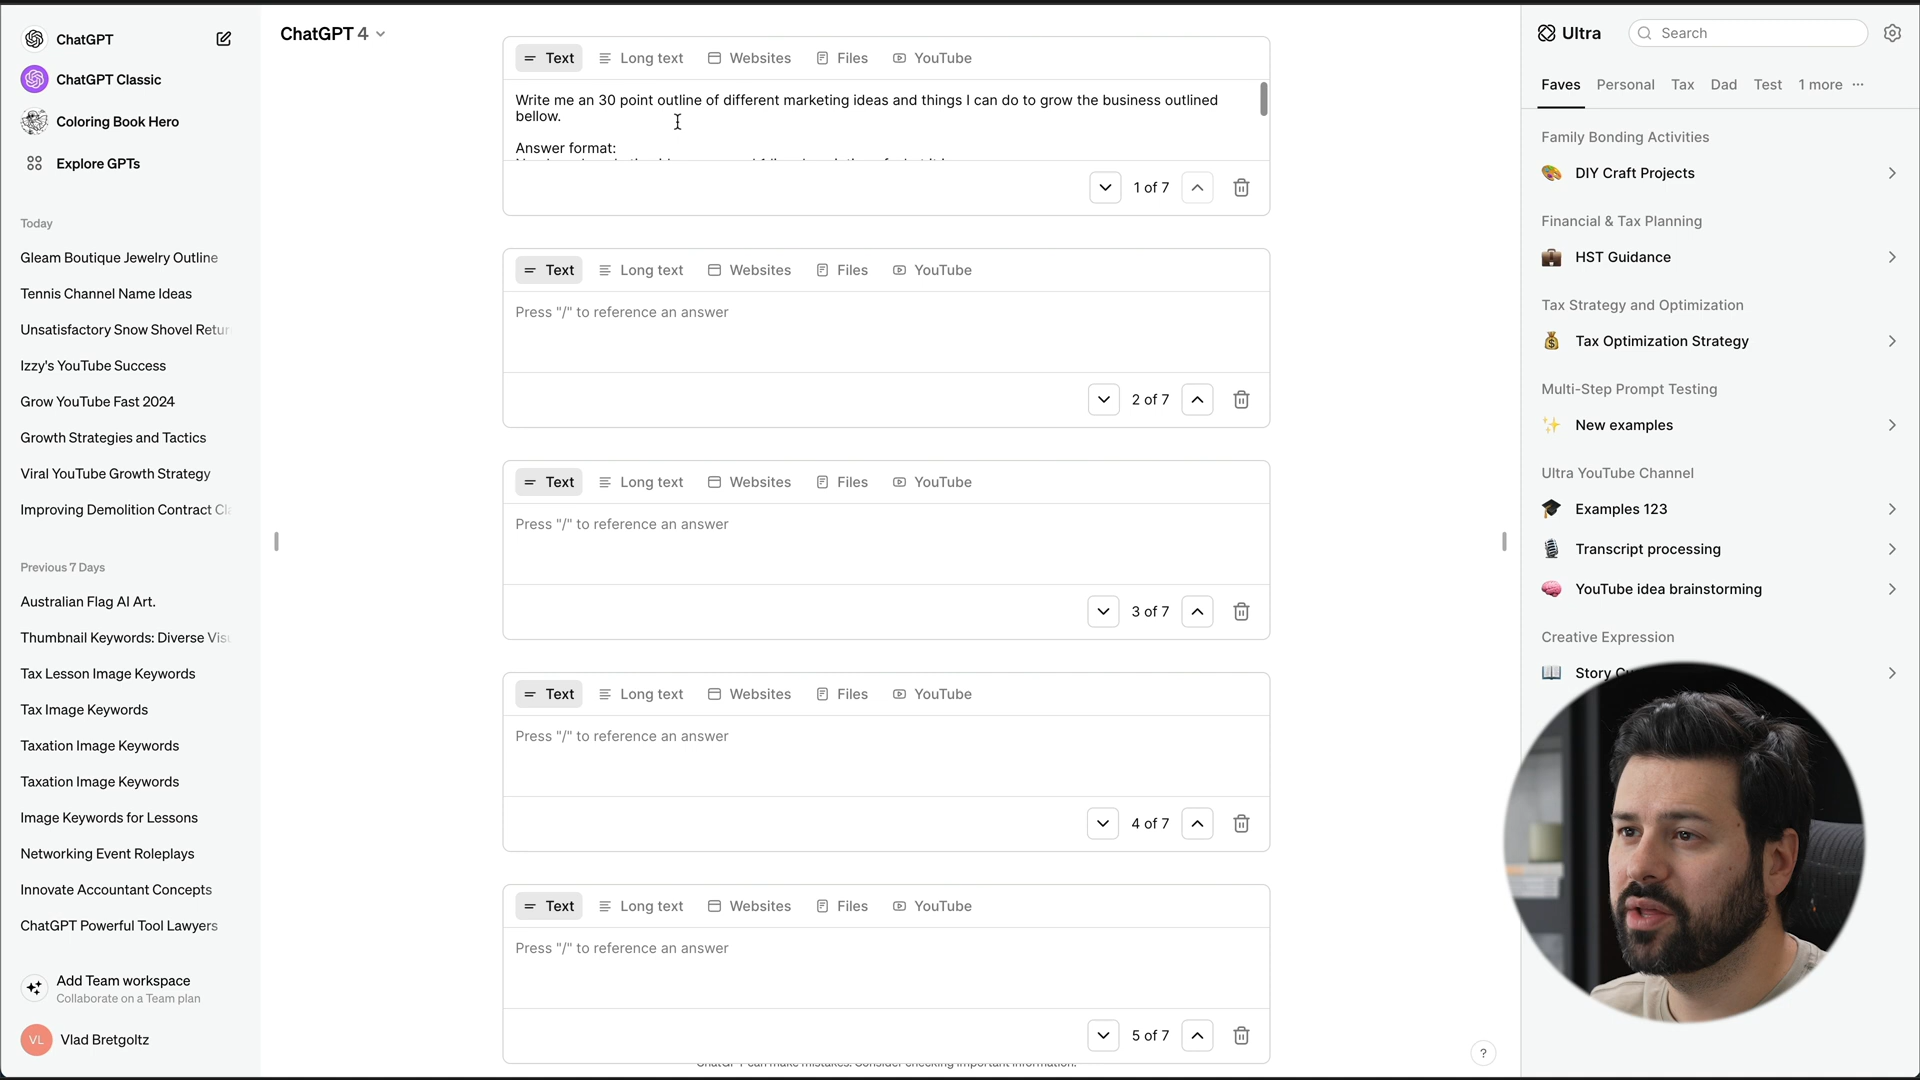 ChatGPT
ChatGPT Classic
Coloring Book Hero
Explore GPTs
Today
Gleam Boutique Jewelry Outline
Tennis Channel Name Ideas
Unsatisfactory Snow Shovel Retur
Izzy's YouTube Success
Grow YouTube Fast 2024
Growth Strategies and Tactics
Viral YouTube Growth Strategy
Improving Demolition Contract Cl
Previous 7 Days
Australian Flag AI Art.
Thumbnail Keywords: Diverse Vis
Tax Lesson Image Keywords
Tax Image Keywords
Taxation Image Keywords
Taxation Image Keywords
Image Keywords for Lessons
Networking Event Roleplays
Innovate Accountant Concepts
ChatGPT Powerful Tool Lawyers
Add Team workspace
Collaborate on a Team plan
VL Vlad Bretgoltz
ChatGPT 4
Text Long text Websites Files YouTube
Write me an 30 point outline of different marketing ideas and things I can do to grow the business outlined
bellow.
Answer format:
1 of 7
Text Long text Websites Files YouTube
Press "/" to reference an answer
2 of 7
Text Long text Websites Files YouTube
Press "/" to reference an answer
3 of 7
Text Long text Websites Files YouTube
Press "/" to reference an answer
4 of 7
Text Long text Websites Files YouTube
Press "/" to reference an answer
5 of 7
ChatGPT can make mistakes. Consider checking important information.
?
Ultra
Search
Faves Personal Tax Dad Test 1 more ...
Family Bonding Activities
DIY Craft Projects
Financial & Tax Planning
HST Guidance
Tax Strategy and Optimization
Tax Optimization Strategy
Multi-Step Prompt Testing
New examples
Ultra YouTube Channel
Examples 123
Transcript processing
YouTube idea brainstorming
Creative Expression
Story